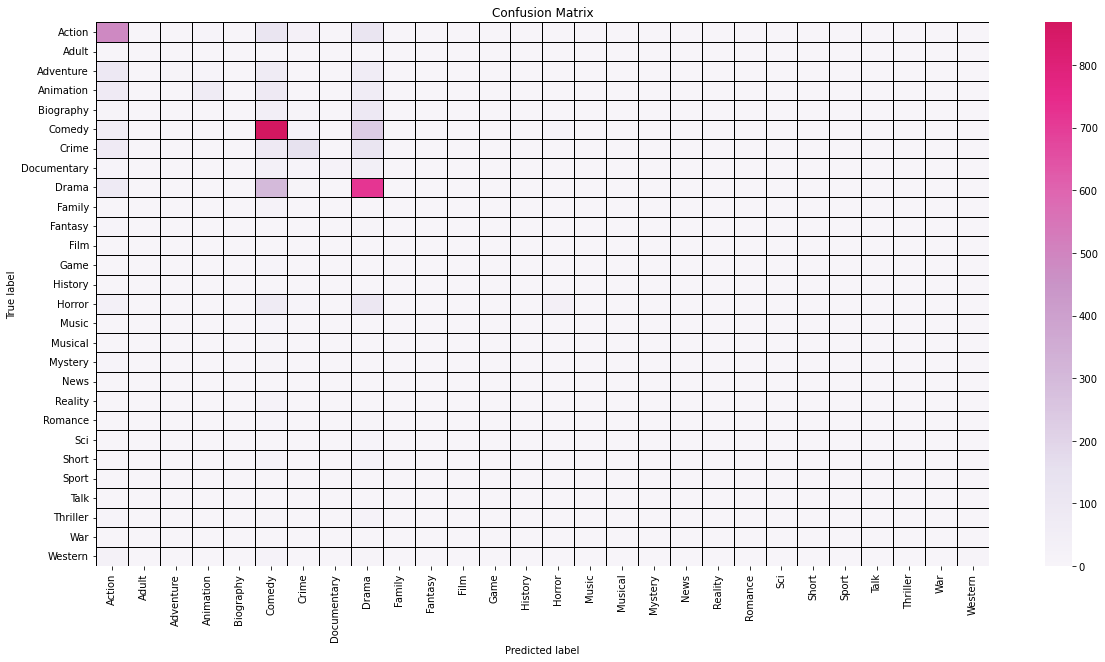 Confusion Matrix
True label
Action
Adult
Adventure
Animation
Biography
Comedy
Crime
Documentary
Drama
Family
Fantasy
Film
Game
History
Horror
Music
Musical
Mystery
News
Reality
Romance
Sci
Short
Sport
Talk
Thriller
War
Western
Action
Adult
Adventure
Animation
Biography
Comedy
Crime
Documentary
Drama
Family
Fantasy
Film
Game
History
Horror
Music
Musical
Mystery
News
Reality
Romance
Sci
Short
Sport
Talk
Thriller
War
Western
Predicted label
800
700
600
500
400
300
200
100
0